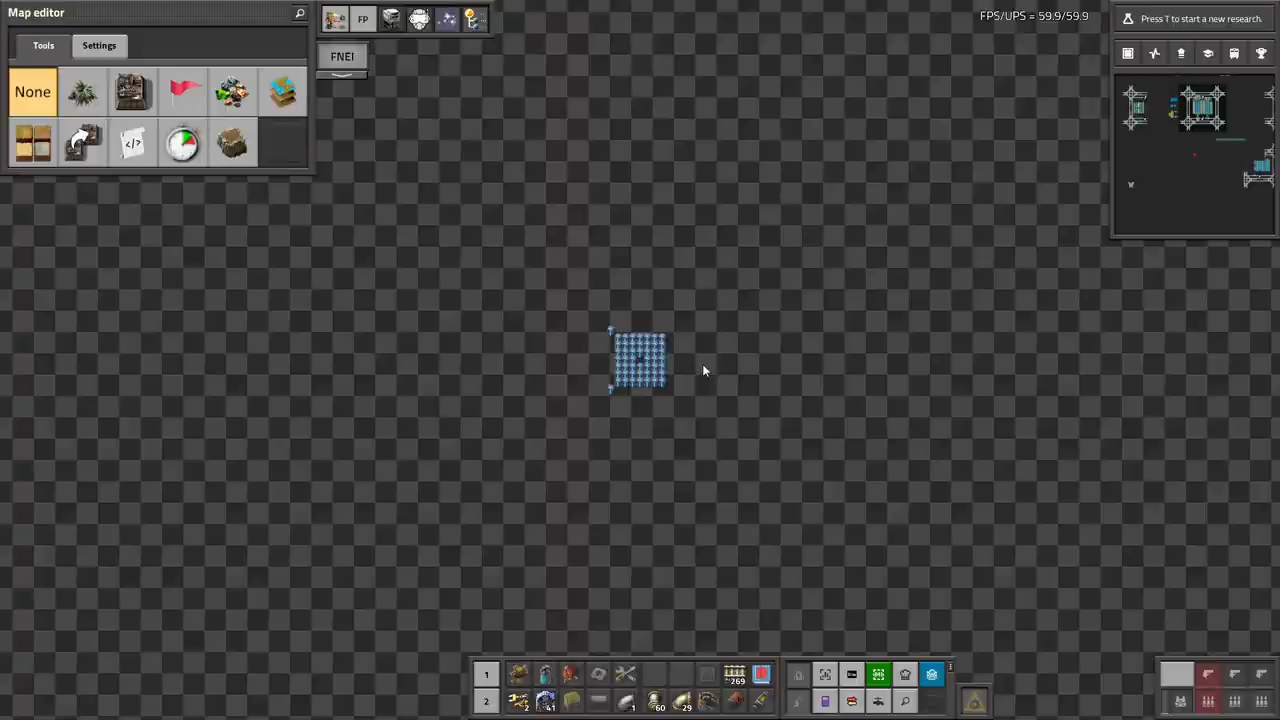 Map editor
FP
FPS/UPS = 59.9/59.9
Press T to start a new research.
Tools
Settings
FNEI
None
</>
1
269
2
2
41
1
60
29